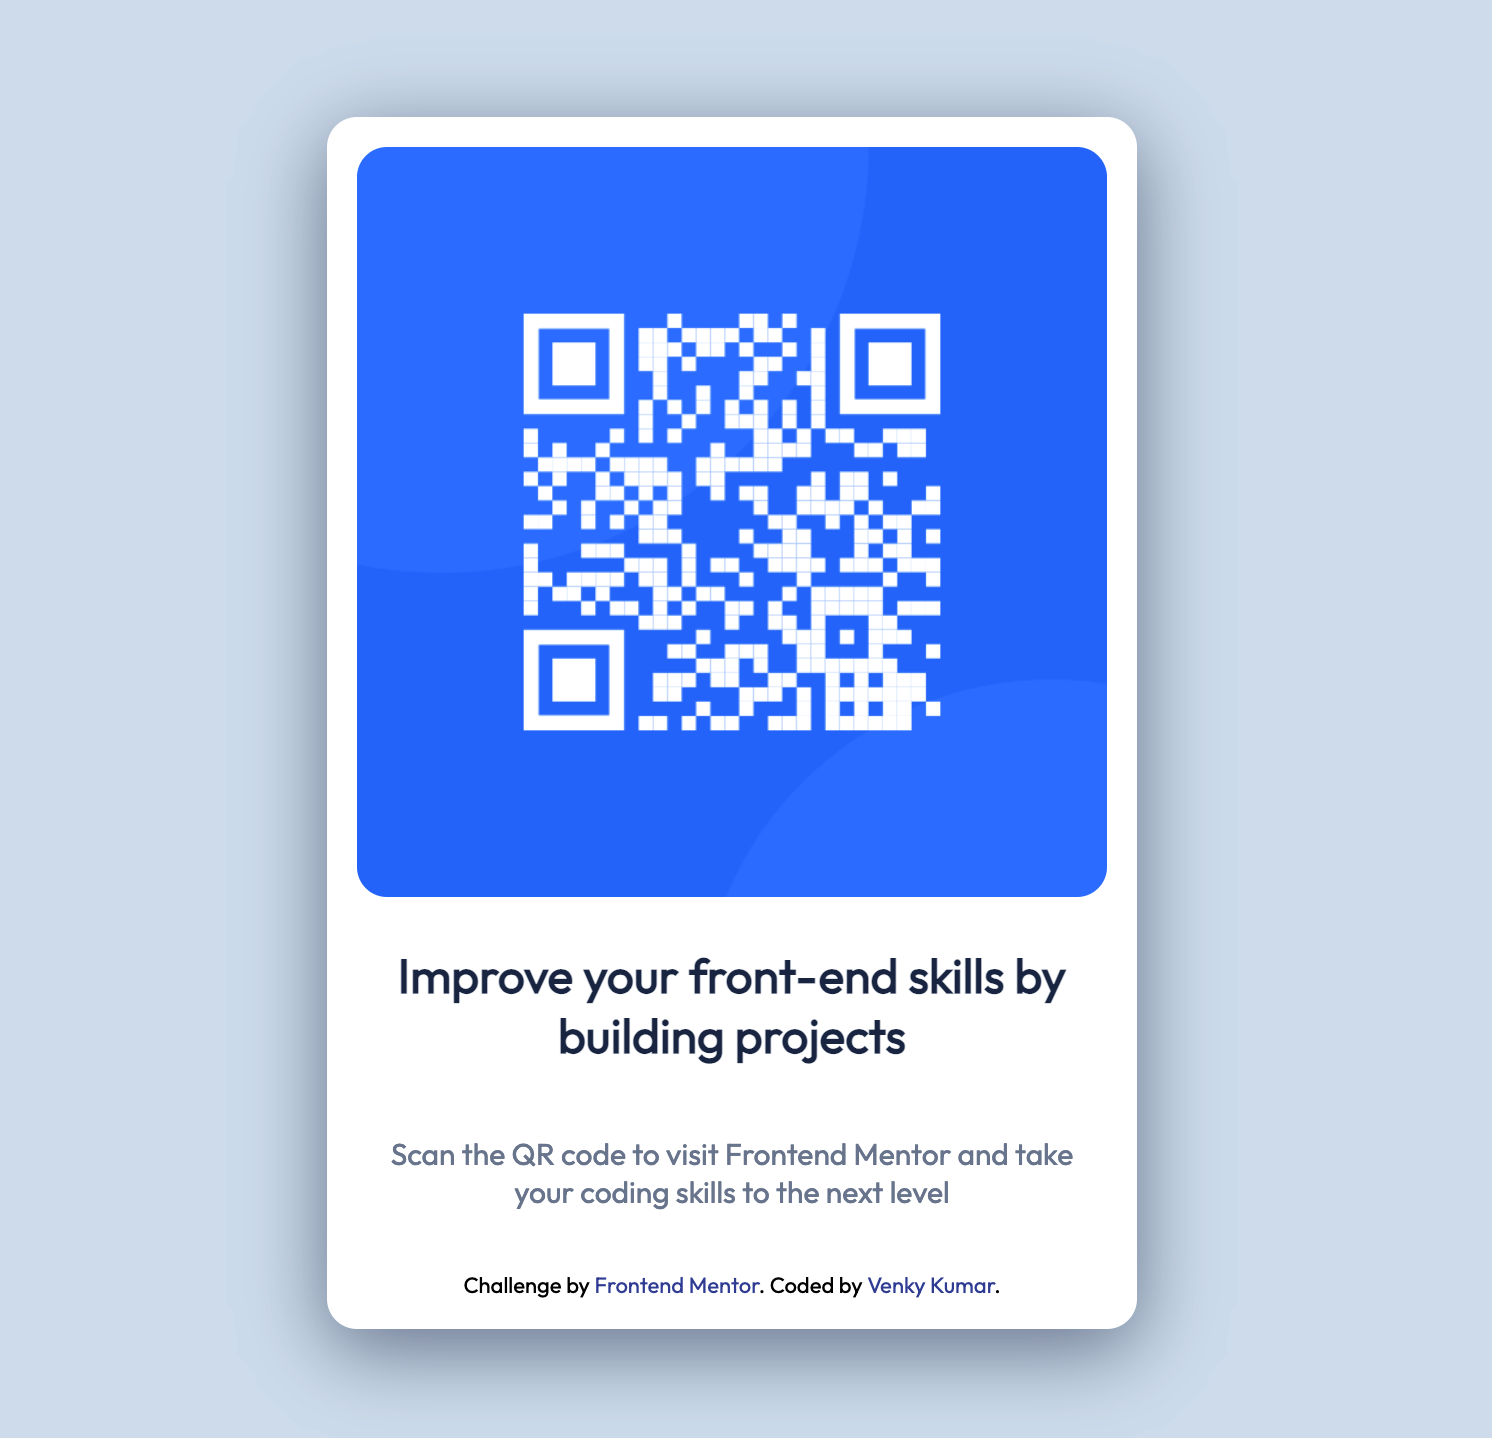 Improve your front-end skills by
building projects
Scan the QR code to visit Frontend Mentor and take
your coding skills to the next level
Challenge by Frontend Mentor. Coded by Venky Kumar.